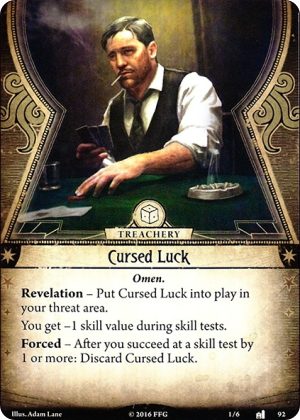 TREACHERY
Cursed Luck
Omen.
Revelation – Put Cursed Luck into play in
your threat area.
You get –1 skill value during skill tests.
Forced – After you succeed at a skill test by
1 or more: Discard Cursed Luck.
Illus. Adam Lane © 2016 FFG 1/6 92